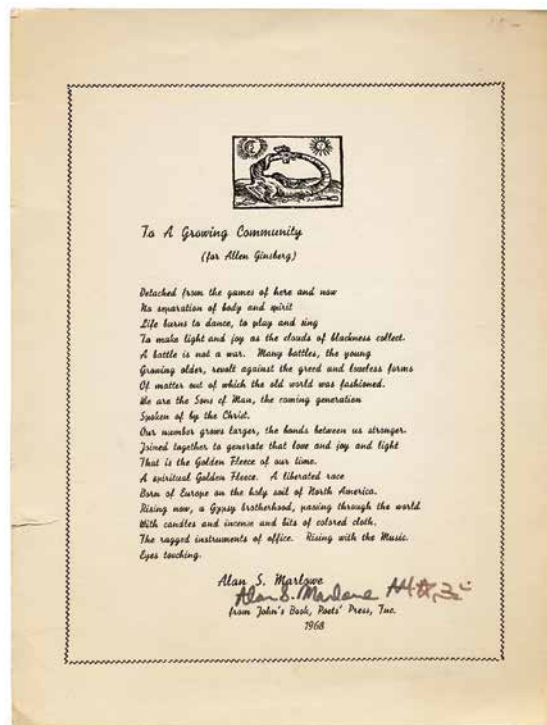 To A Growing Community
(for Allen Ginsberg)
Detached from the games of here and now
No separation of body and spirit
Life burns to dance, to play and sing
To make light and joy as the clouds of blackness collect.
A battle is not a war. Many battles, the young
Growing older, revolt against the greed and loveless forms
Of matter out of which the old world was fashioned.
We are the Sons of Man, the coming generation
Spoken of by the Christ.
Our number grows larger, the bonds between us stronger.
Joined together to generate that love and joy and light
That is the Golden Fleece of our time.
A spiritual Golden Fleece. A liberated race
Born of Europe on the holy soil of North America.
Rising now, a Gypsy brotherhood, passing through the world
With candles and incense and bits of colored cloth.
The ragged instruments of office. Rising with the Music.
Eyes touching.
Alan S. Marlowe
Alan S. Marlowe
from John's Book, Poets' Press, Inc.
1968